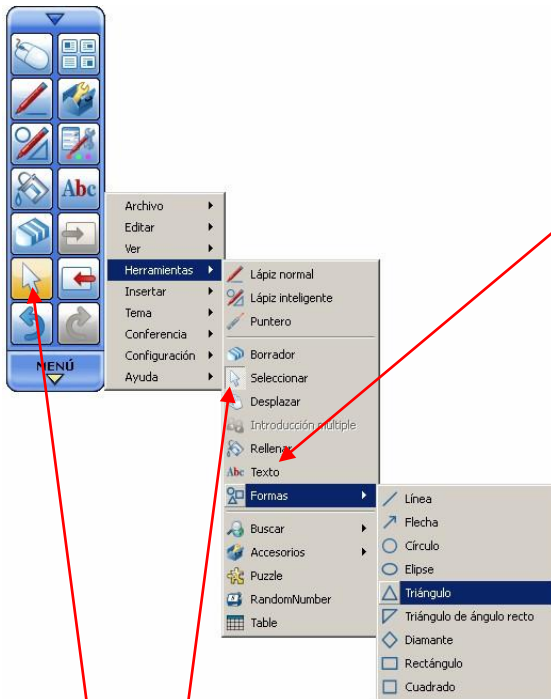 Abc
MENÚ
Archivo
Editar
Ver
Herramientas
Insertar
Tema
Conferencia
Configuración
Ayuda
Lápiz normal
Lápiz inteligente
Puntero
Borrador
Seleccionar
Desplazar
Introducción múltiple
Rellenar
Abc Texto
Formas
Buscar
Accesorios
Puzzle
RandomNumber
Table
Línea
Flecha
Círculo
Elipse
Triángulo
Triángulo de ángulo recto
Diamante
Rectángulo
Cuadrado